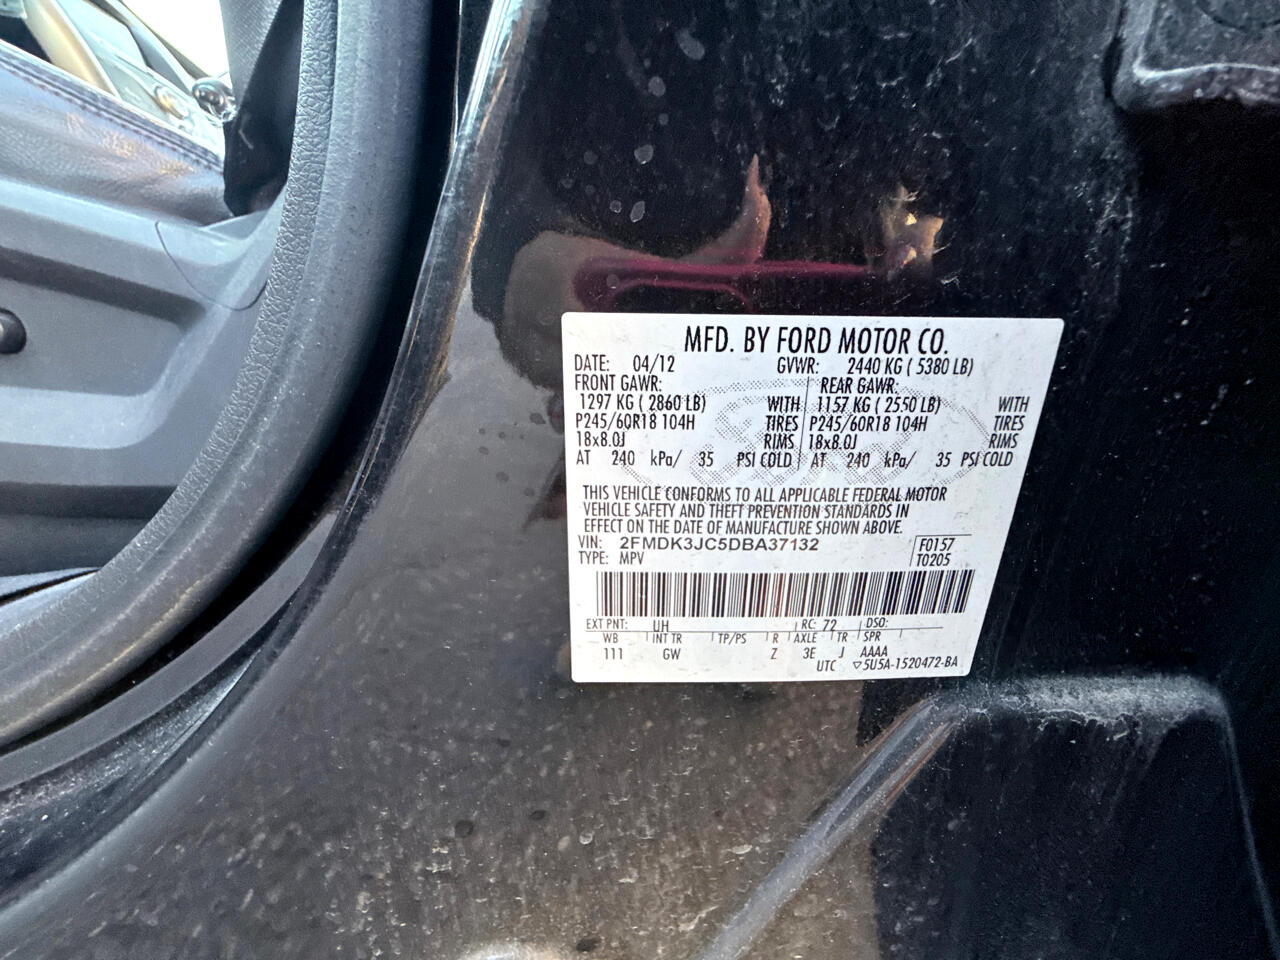 MFD. BY FORD MOTOR CO.
DATE: 04/12 GVWR: 2440 KG ( 5380 LB)
FRONT GAWR: REAR GAWR:
1297 KG ( 2860 LB) WITH 1157 KG ( 2550 LB) WITH
P245/60R18 104H TIRES P245/60R18 104H TIRES
18x8.0J RIMS 18x8.0J RIMS
AT 240 kPa/ 35 PSI COLD AT 240 kPa/ 35 PSI COLD
THIS VEHICLE CONFORMS TO ALL APPLICABLE FEDERAL MOTOR
VEHICLE SAFETY AND THEFT PREVENTION STANDARDS IN
EFFECT ON THE DATE OF MANUFACTURE SHOWN ABOVE.
VIN: 2FMDK3JC5DBA37132 F0157
TYPE: MPV T0205
EXT PNT: UH RC: 72 DSO:
WB INT TR TP/PS R AXLE TR SPR
111 GW Z 3E J AAAA
UTC ▽5U5A-1520472-BA